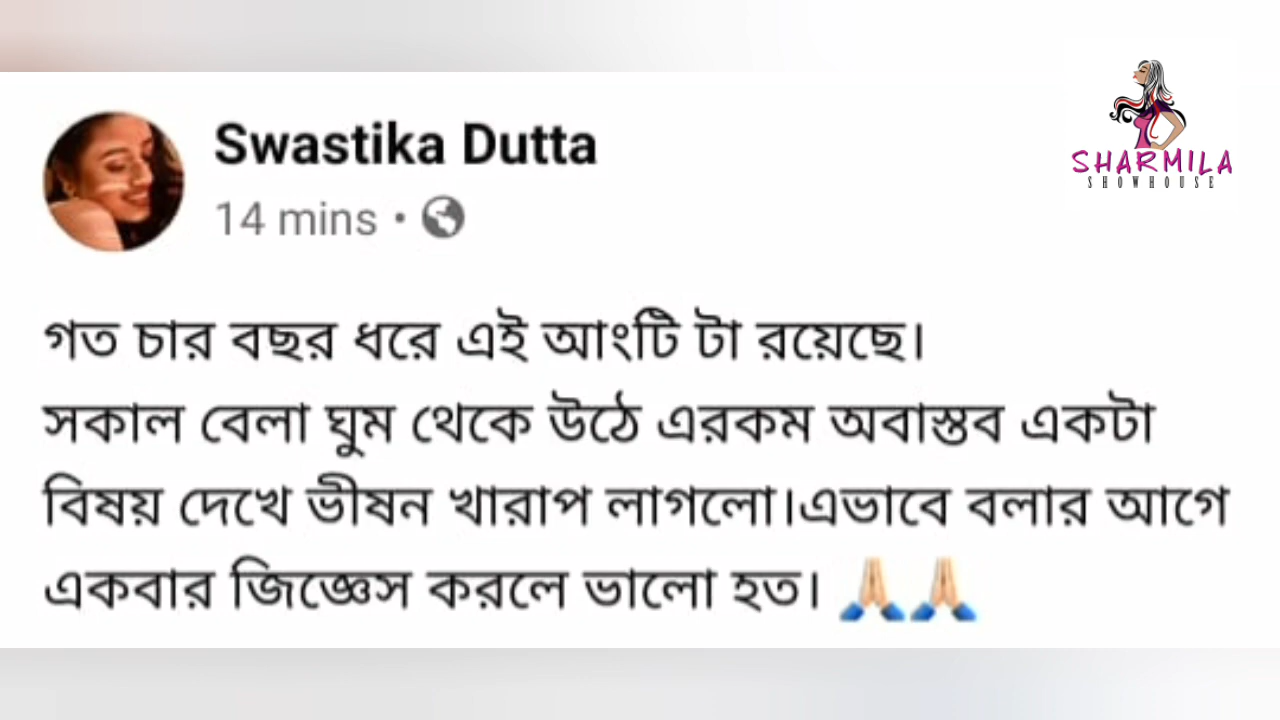 SHARMILA
SHOWHOUSE
Swastika Dutta
14 mins •
গত চার বছর ধরে এই আংটি টা রয়েছে।
সকাল বেলা ঘুম থেকে উঠে এরকম অবাস্তব একটা
বিষয় দেখে ভীষন খারাপ লাগলো।এভাবে বলার আগে
একবার জিজ্ঞেস করলে ভালো হত। 🙏🏻🙏🏻